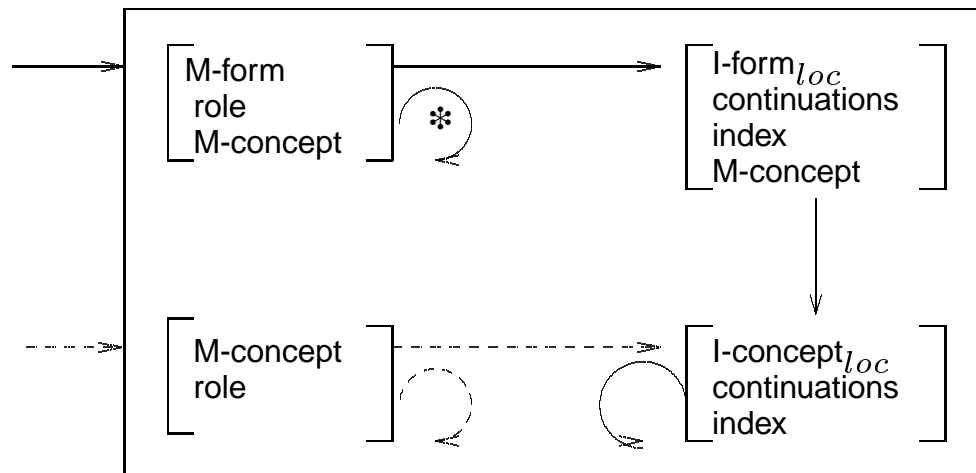 M-form
role
M-concept
*
I-form_loc
continuations
index
M-concept
M-concept
role
I-concept_loc
continuations
index